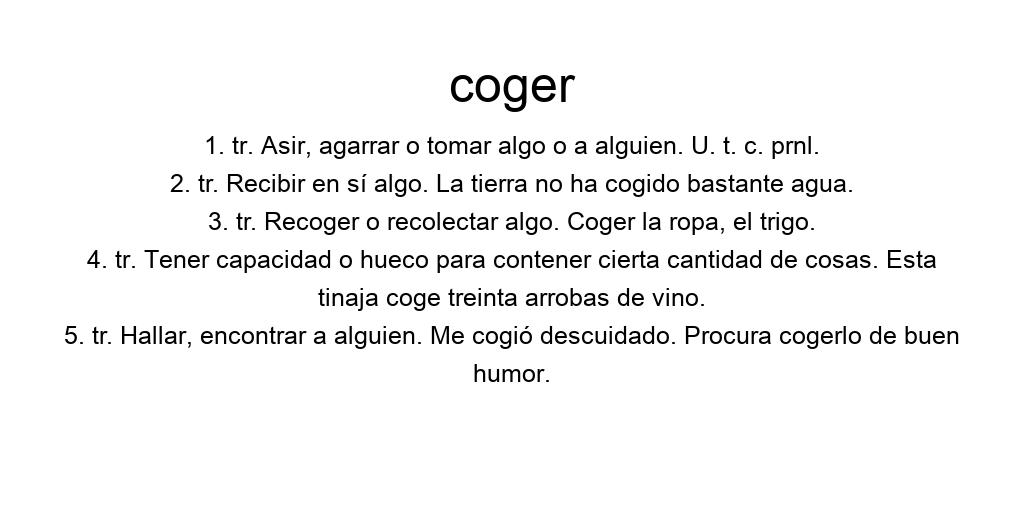 coger
1. tr. Asir, agarrar o tomar algo o a alguien. U. t. c. prnl.
2. tr. Recibir en sí algo. La tierra no ha cogido bastante agua.
3. tr. Recoger o recolectar algo. Coger la ropa, el trigo.
4. tr. Tener capacidad o hueco para contener cierta cantidad de cosas. Esta
tinaja coge treinta arrobas de vino.
5. tr. Hallar, encontrar a alguien. Me cogió descuidado. Procura cogerlo de buen
humor.